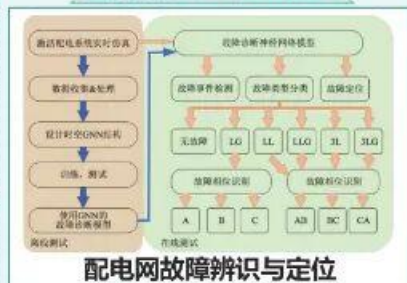 激活配电系统实时仿真
数据收集&处理
设计时空GNN结构
训练，测试
使用GNN的
故障诊断模型
离线测试
故障诊断神经网络模型
故障事件检测
故障类型分类
故障定位
无故障
LG
LL
LLG
3L
3LG
故障相位识别
故障相位识别
A
B
C
AB
BC
CA
在线测试
配电网故障辨识与定位